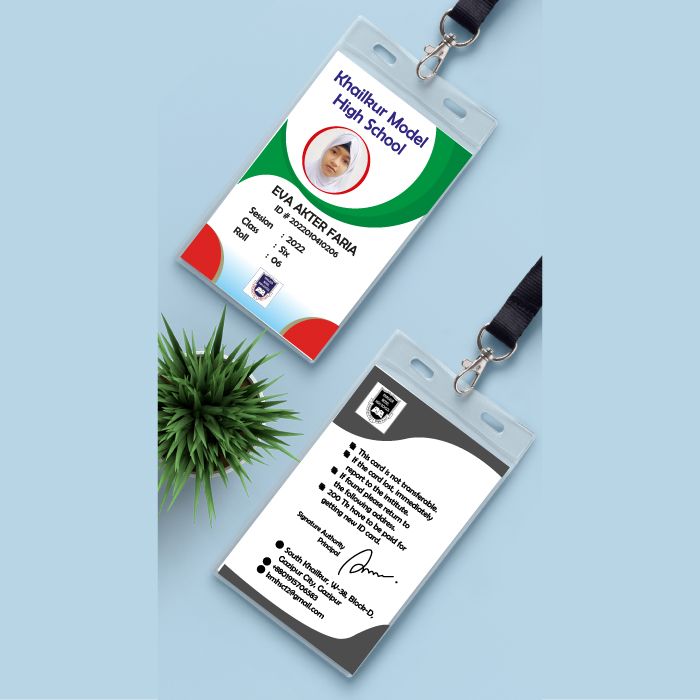 Khailkur Model
High School
EVA AKTER FARIA
ID # 2022010410206
Session : 2022
Class : Six
Roll : 06
This card is not transferable.
If the card lost, immediately
report to the institute.
If found please return to
the following address.
200 Tk have to be paid for
getting new ID card.
Signature Authority
Principal
South Khailkur, W-38, Block-D,
Gazipur City, Gazipur
+8801915706583
kmhsct2@gmail.com